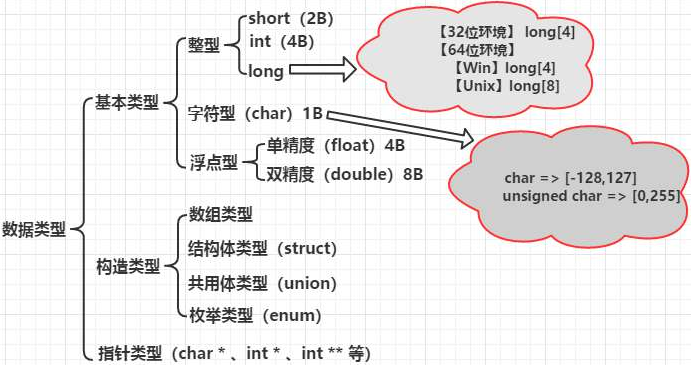 数据类型
基本类型
整型
short（2B）
int（4B）
long
【32位环境】 long[4]
【64位环境】
【Win】long[4]
【Unix】long[8]
字符型（char）1B
char => [-128,127]
unsigned char => [0,255]
浮点型
单精度（float）4B
双精度（double）8B
构造类型
数组类型
结构体类型（struct）
共用体类型（union）
枚举类型（enum）
指针类型（char * 、int * 、int ** 等）